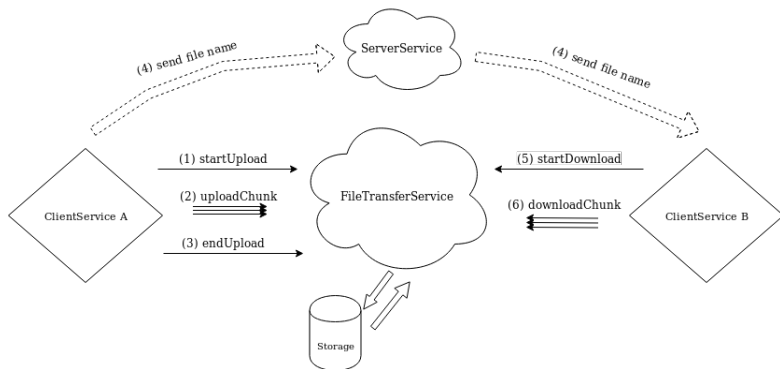 ServerService
(4) send file name
(4) send file name
(1) startUpload
(5) startDownload
(2) uploadChunk
FileTransferService
(6) downloadChunk
ClientService A
ClientService B
(3) endUpload
Storage